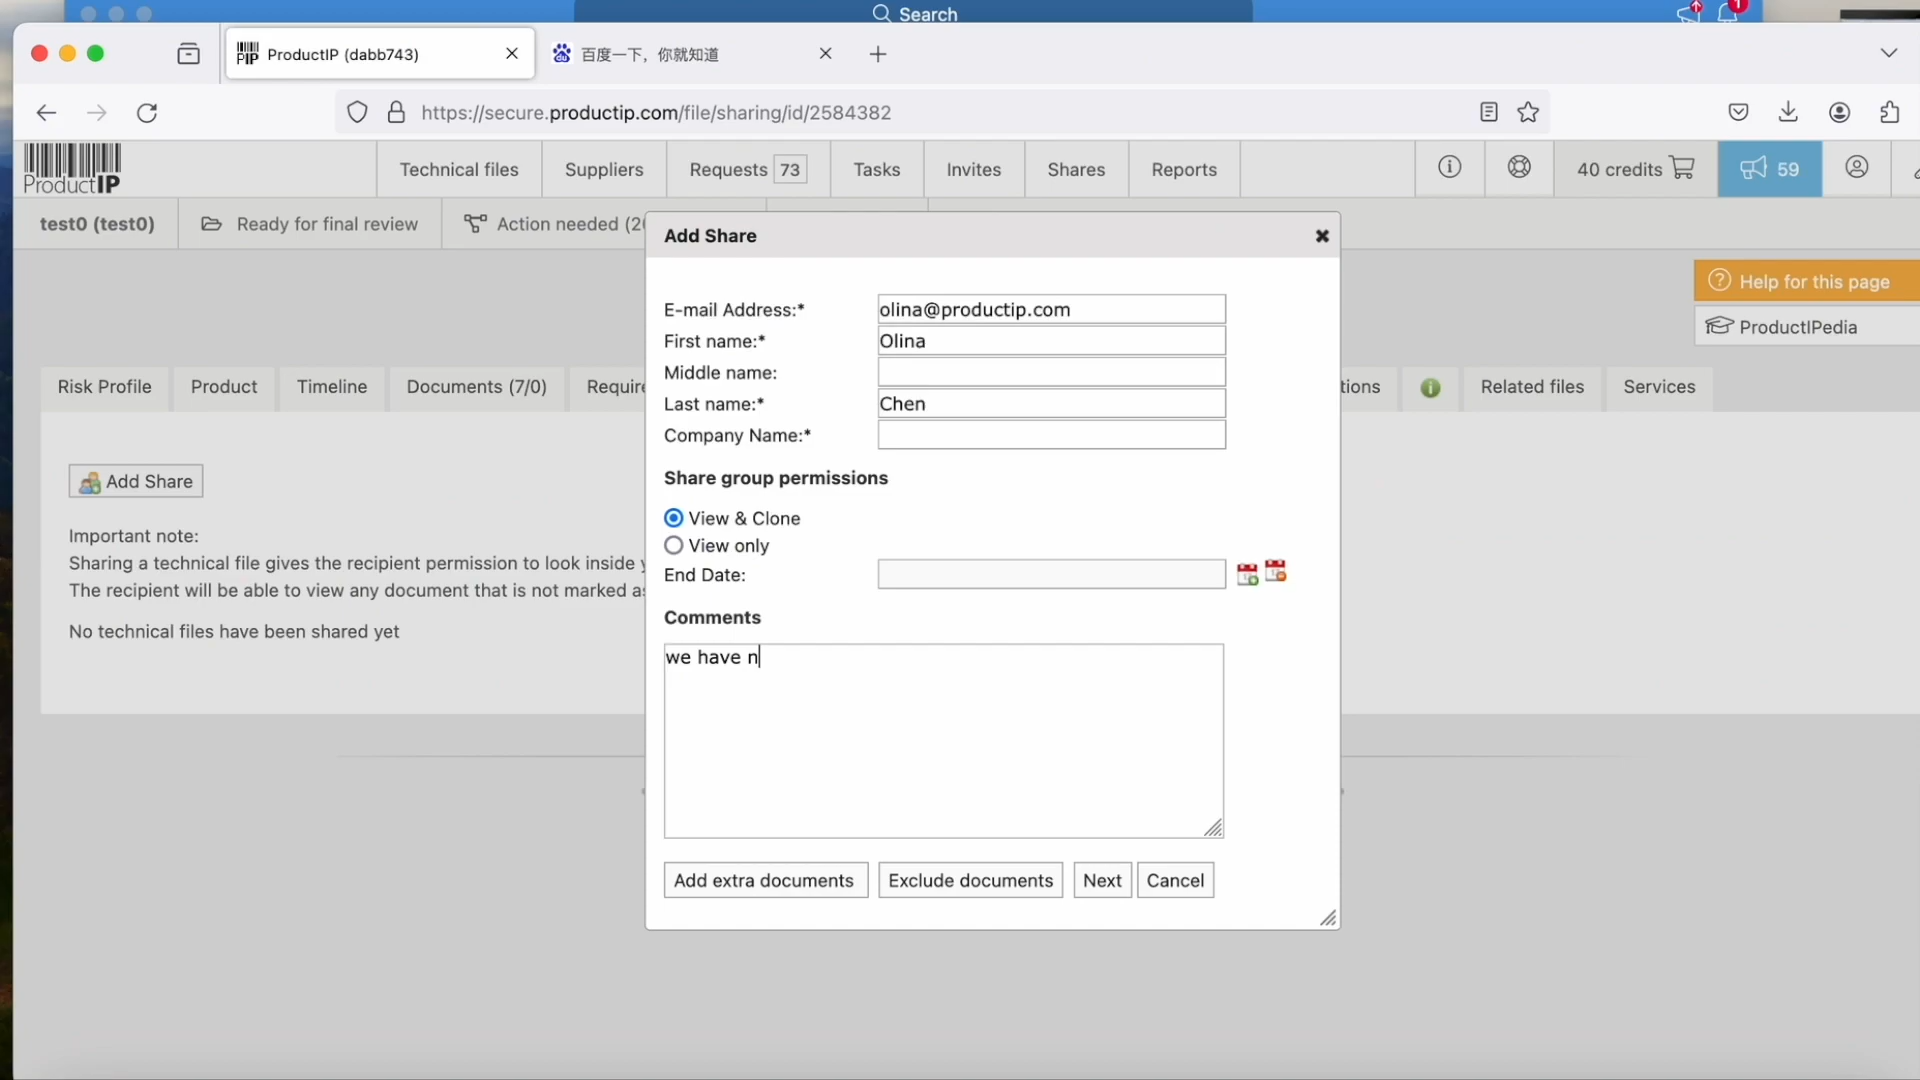 Search
1
ProductIP (dabb743)
百度一下，你就知道
https://secure.productip.com/file/sharing/id/2584382
ProductIP
Technical files
Suppliers
Requests 73
Tasks
Invites
Shares
Reports
40 credits
59
test0 (test0)
Ready for final review
Action needed (2
Add Share
Help for this page
ProductIPedia
E-mail Address:* olina@productip.com
First name:* Olina
Middle name:
Last name:* Chen
Company Name:*
Risk Profile
Product
Timeline
Documents (7/0)
Require
tions
Related files
Services
Add Share
Important note:
Sharing a technical file gives the recipient permission to look inside y
The recipient will be able to view any document that is not marked as
No technical files have been shared yet
Share group permissions
View & Clone
View only
End Date:
Comments
we have n
Add extra documents
Exclude documents
Next
Cancel